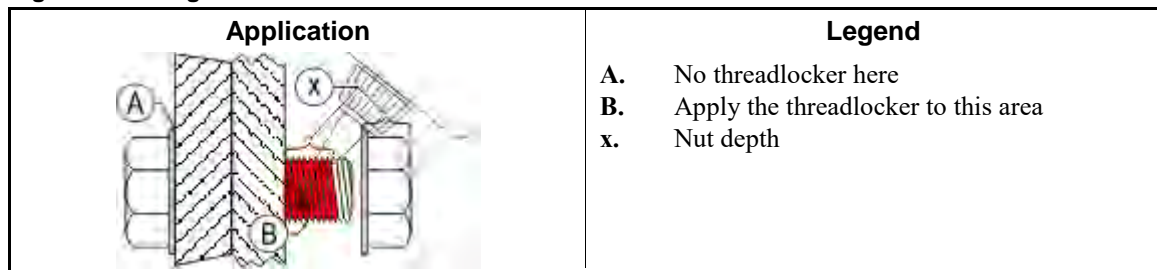 Application
Legend
A. No threadlocker here
B. Apply the threadlocker to this area
x. Nut depth
A
X
B